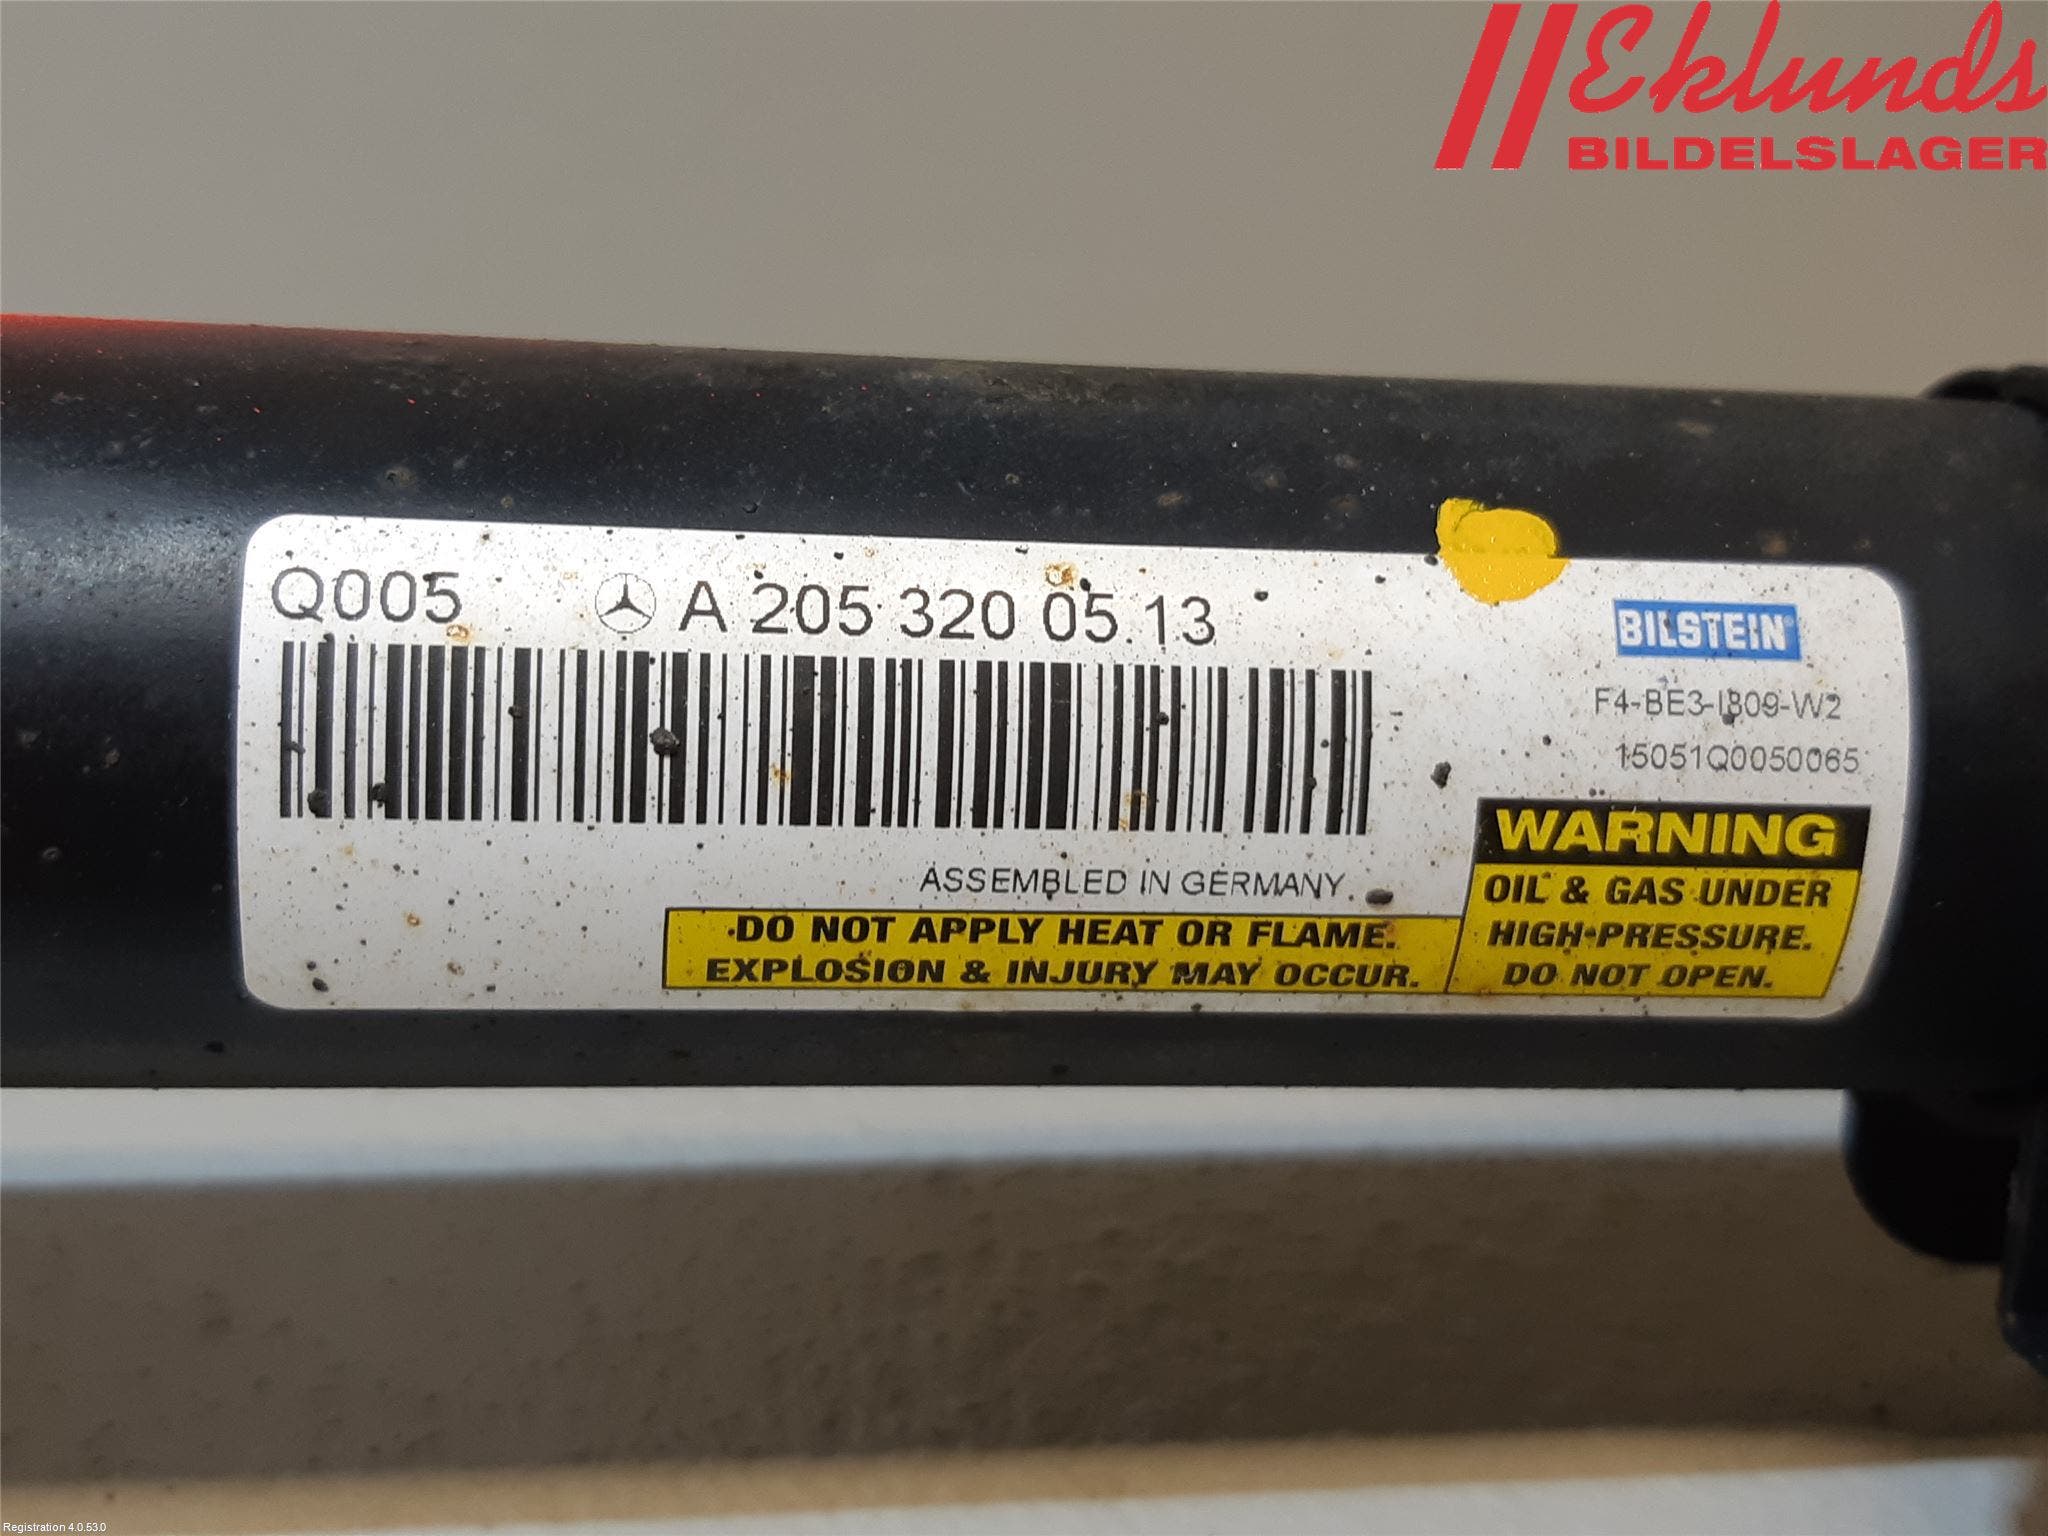 Eklunds
BILDELSLAGER
Q005 A 205 320 05 13
BILSTEIN
F4-BE3-I809-W2
15051Q0050065
ASSEMBLED IN GERMANY
WARNING
OIL & GAS UNDER
HIGH-PRESSURE.
DO NOT OPEN.
DO NOT APPLY HEAT OR FLAME.
EXPLOSION & INJURY MAY OCCUR.
Registration 4.0.53.0